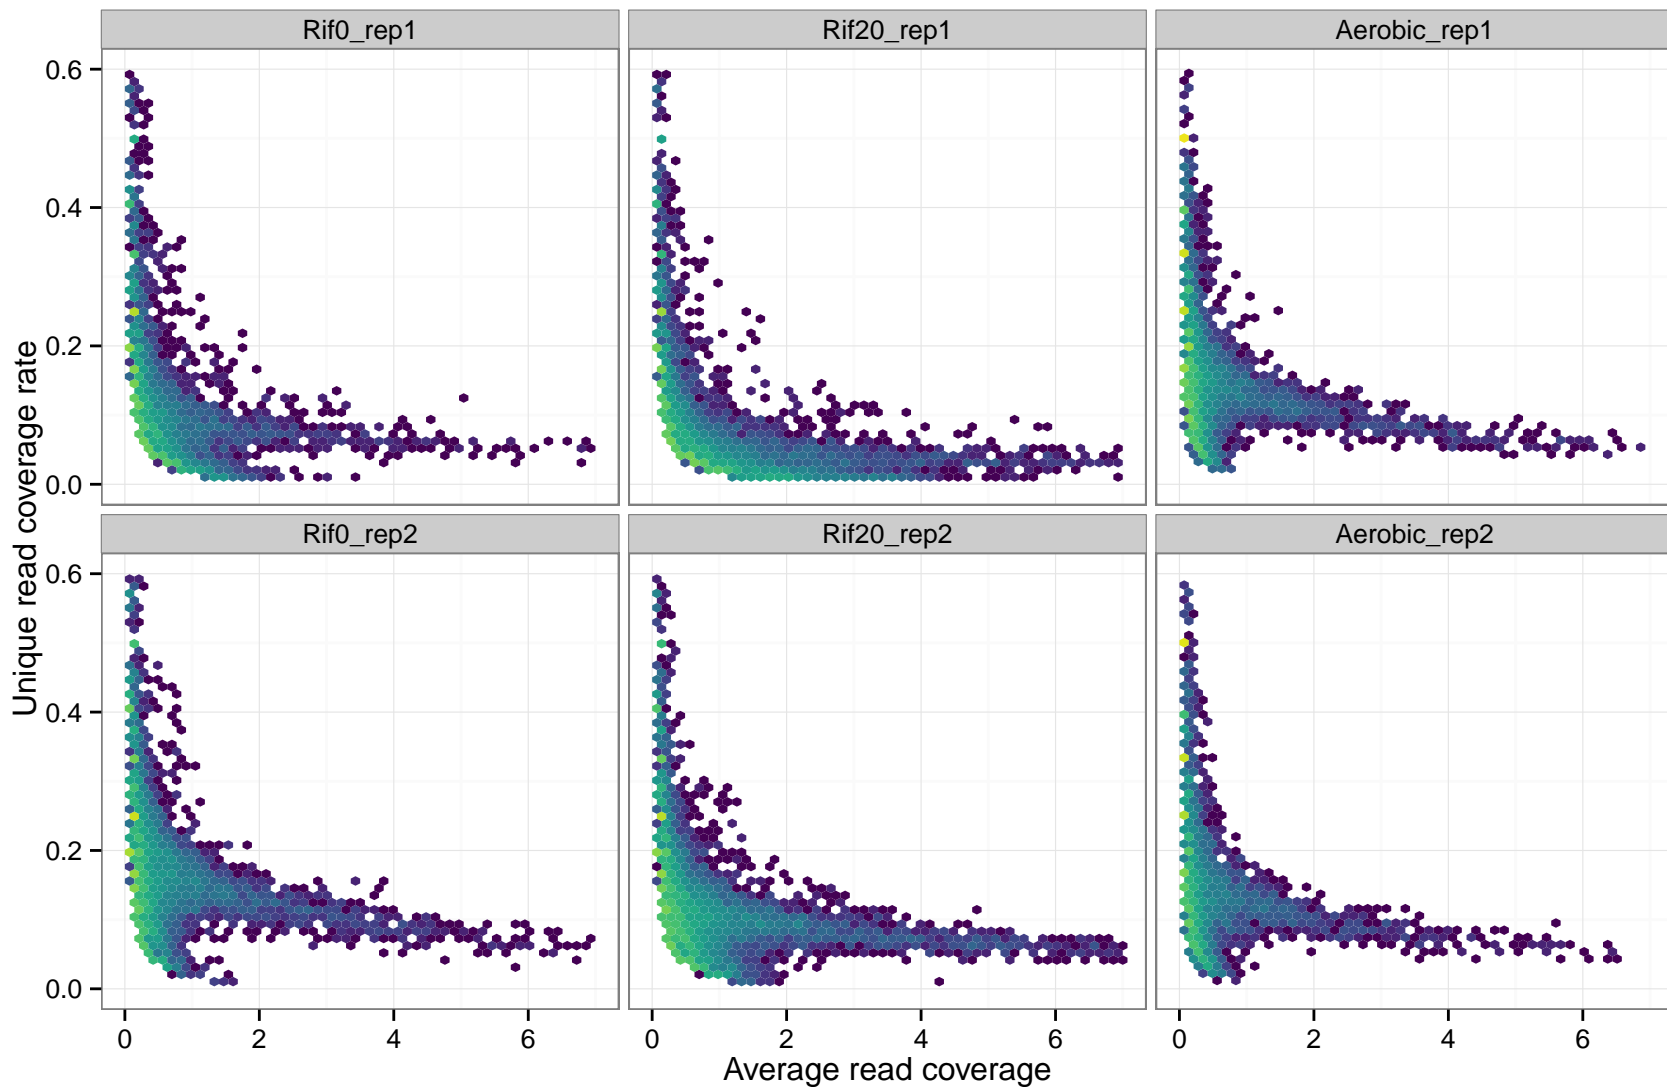 Rif0_rep1
Rif20_rep1
Aerobic_rep1
0.6
0.4
0.2
0.0
Unique read coverage rate
Rif0_rep2
Rif20_rep2
Aerobic_rep2
0.6
0.4
0.2
0.0
0 2 4 6
0 2 4 6
0 2 4 6
Average read coverage